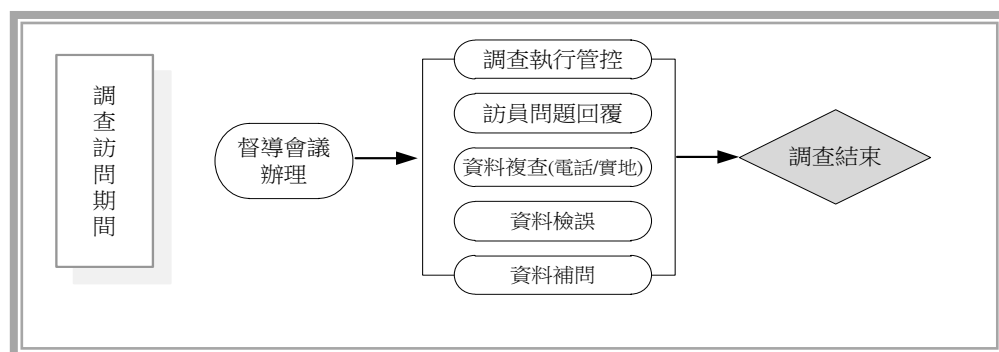 調查訪問期間
督導會議
辦理
調查執行管控
訪員問題回覆
資料複查(電話/實地)
資料檢誤
資料補問
調查結束